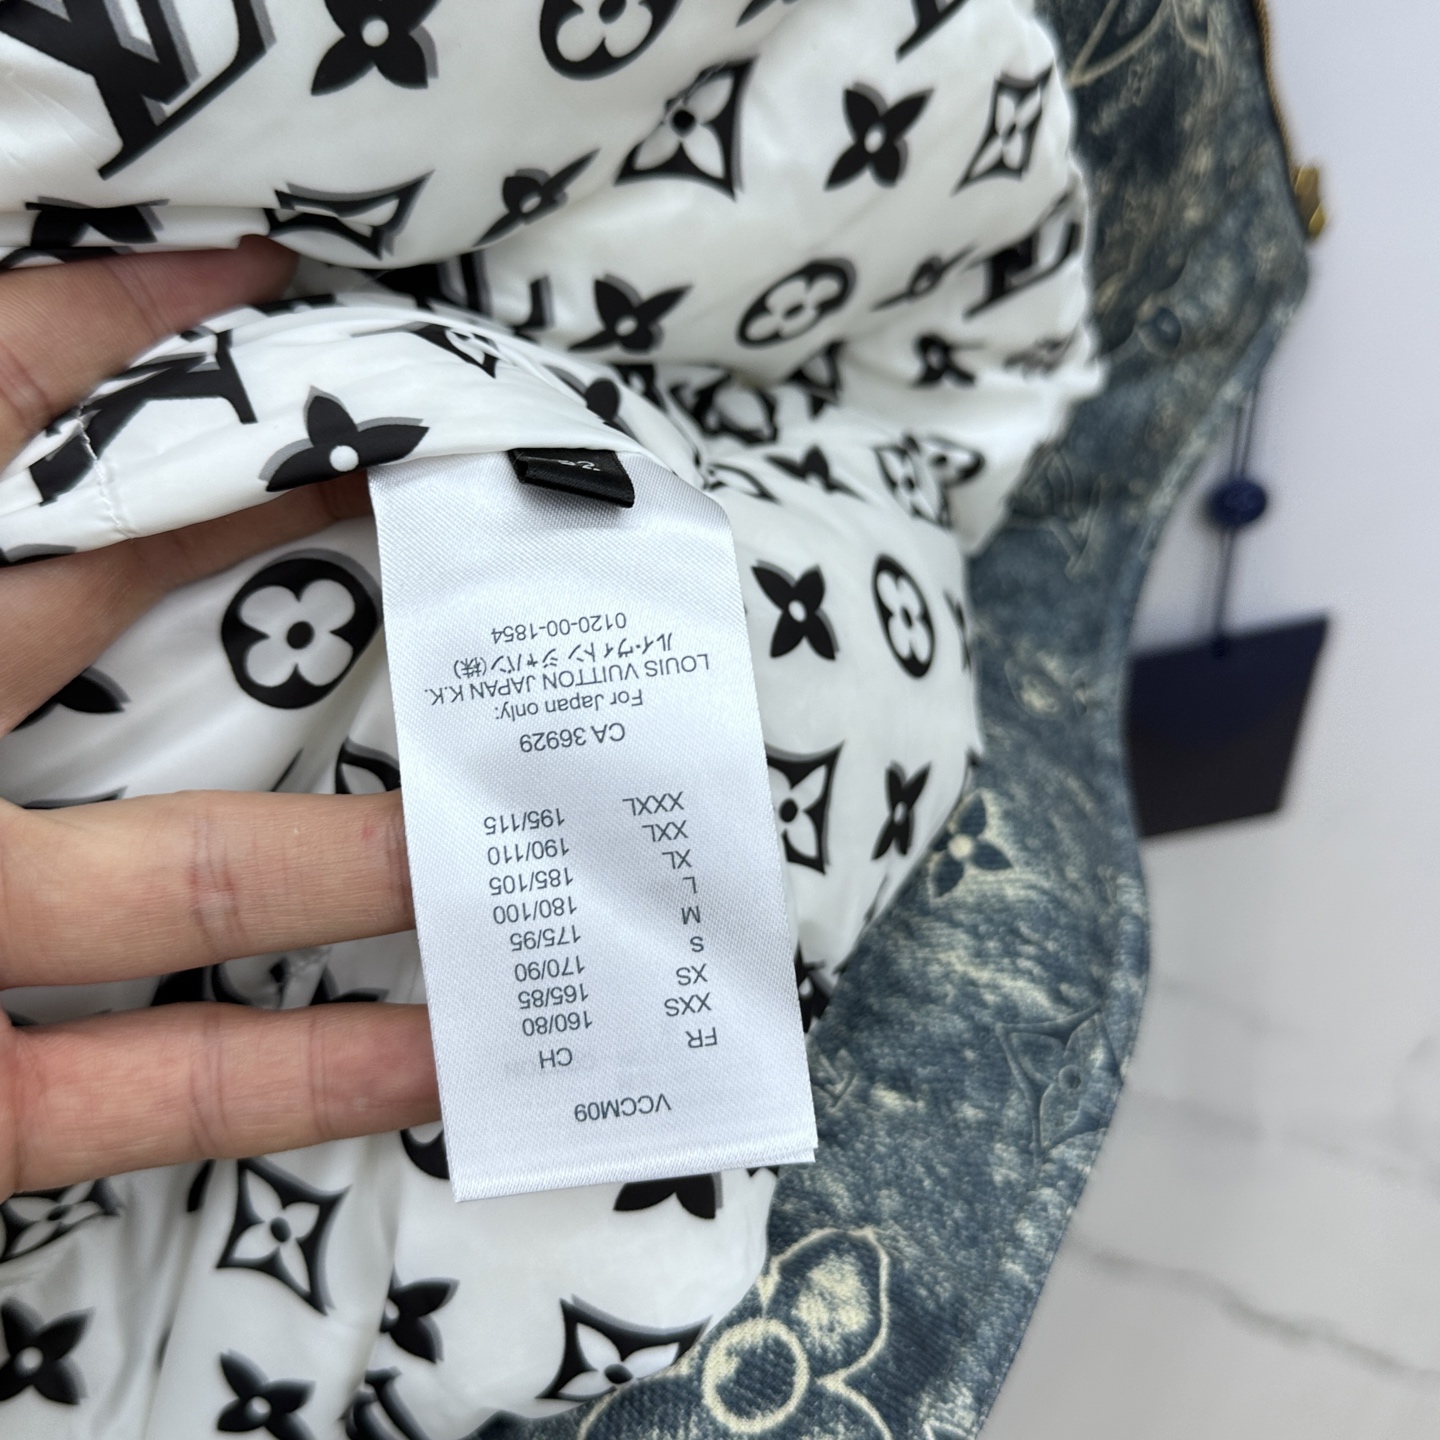 VCCM09
FR CH
XXS 160/80
XS 165/85
S 170/90
M 175/95
L 180/100
XL 185/105
XXL 190/110
XXXL 195/115
CA 36929
For Japan only:
LOUIS VUITTON JAPAN K.K.
ルイ・ヴィトン ジャパン(株)
0120-00-1854